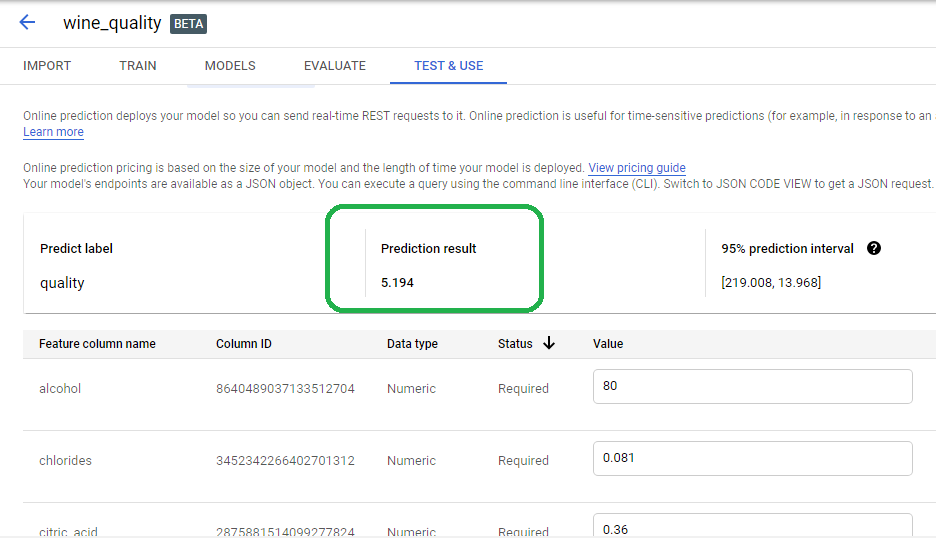 wine_quality BETA
IMPORT TRAIN MODELS EVALUATE TEST & USE
Online prediction deploys your model so you can send real-time REST requests to it. Online prediction is useful for time-sensitive predictions (for example, in response to an
Learn more
Online prediction pricing is based on the size of your model and the length of time your model is deployed. View pricing guide
Your model's endpoints are available as a JSON object. You can execute a query using the command line interface (CLI). Switch to JSON CODE VIEW to get a JSON request.
Predict label Prediction result 95% prediction interval ?
quality 5.194 [219.008, 13.968]
Feature column name Column ID Data type Status Value
alcohol 8640489037133512704 Numeric Required 80
chlorides 3452342266402701312 Numeric Required 0.081
citric_acid 2875881514099277824 Numeric Required 0.36